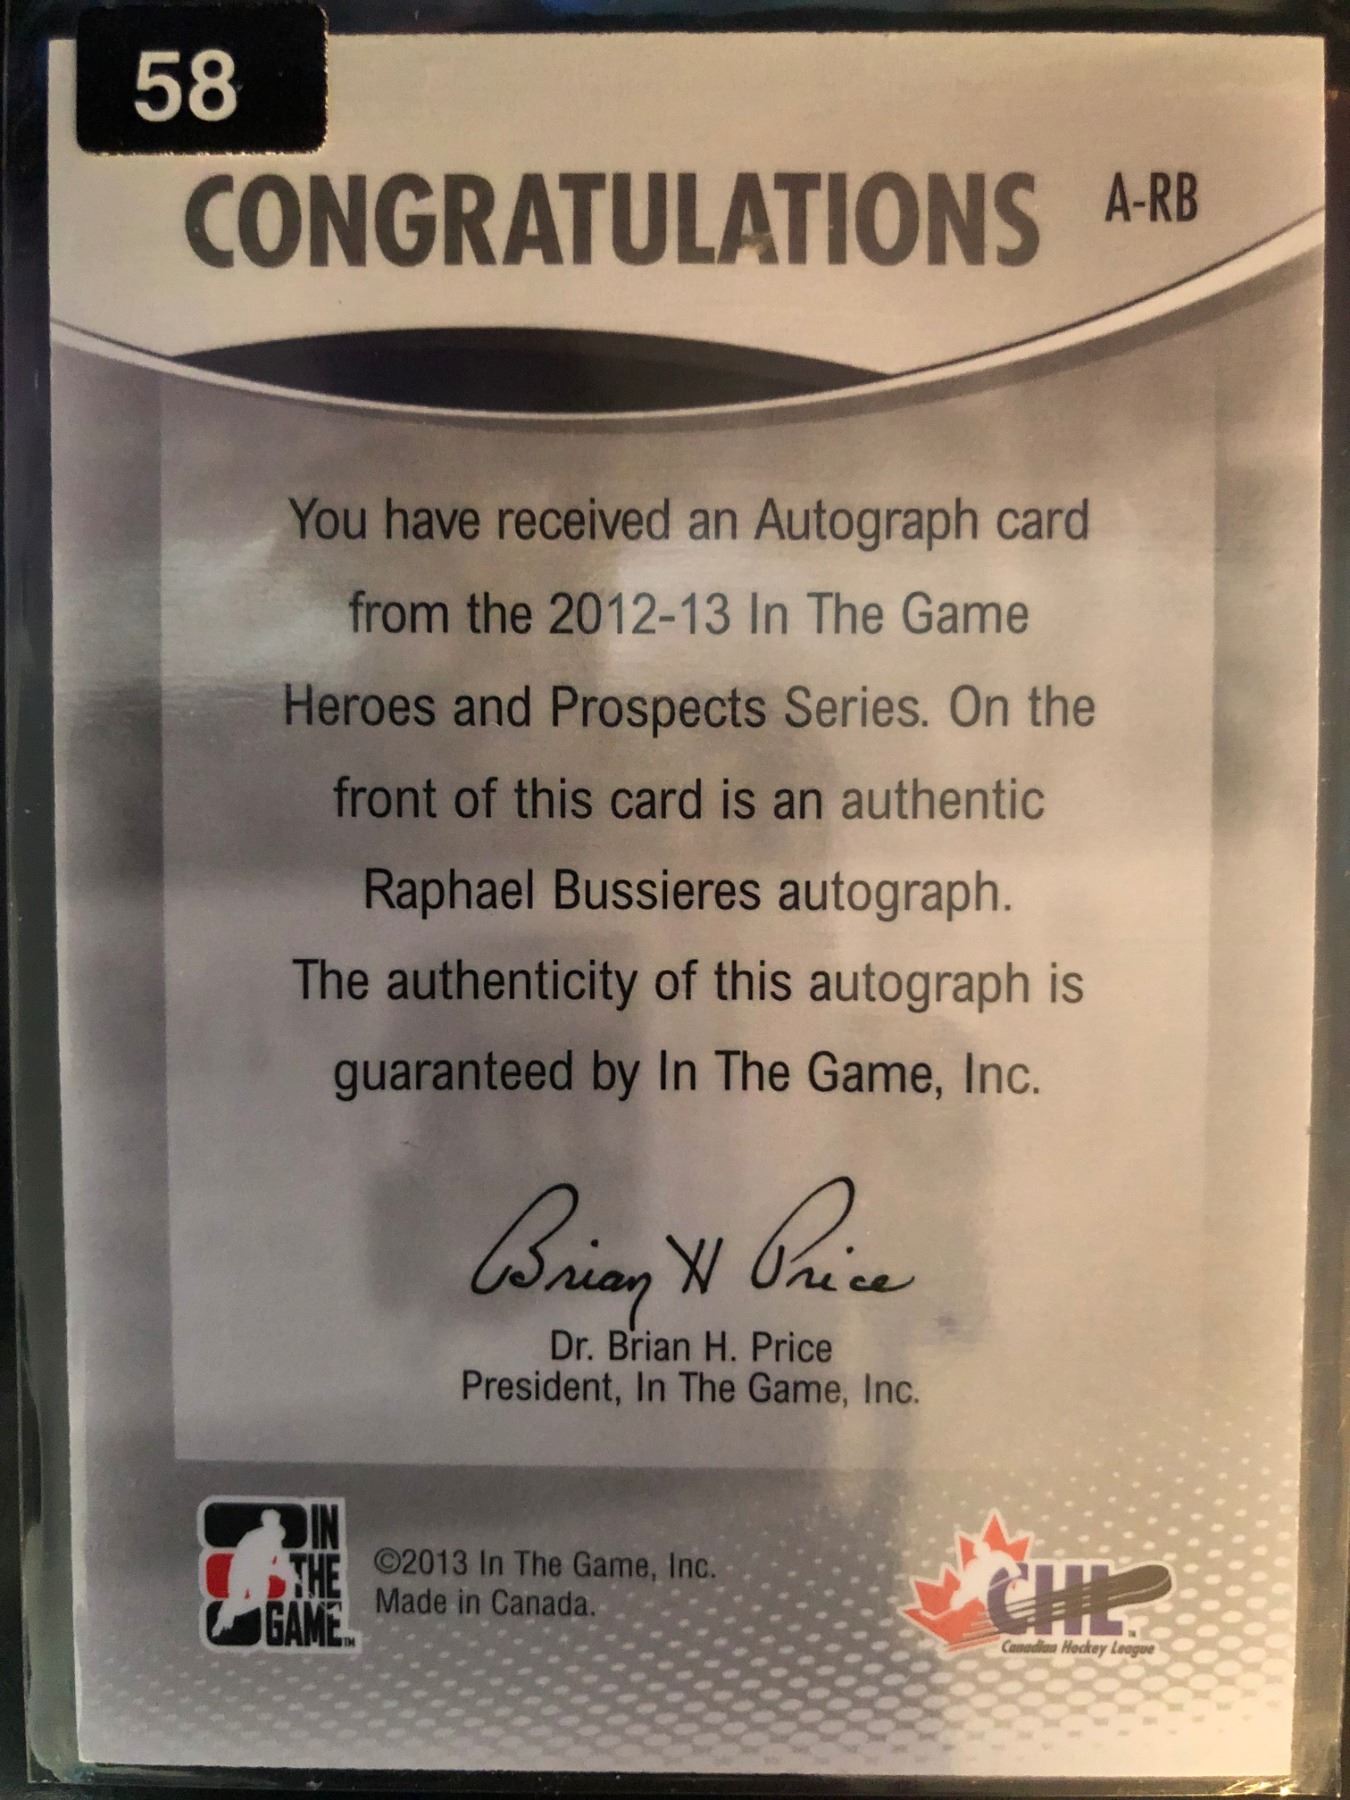 58
CONGRATULATIONS A-RB
You have received an Autograph card
from the 2012-13 In The Game
Heroes and Prospects Series. On the
front of this card is an authentic
Raphael Bussieres autograph.
The authenticity of this autograph is
guaranteed by In The Game, Inc.
Brian H Price
Dr. Brian H. Price
President, In The Game, Inc.
IN
THE
GAME™
©2013 In The Game, Inc.
Made in Canada.
CHL™
Canadian Hockey League